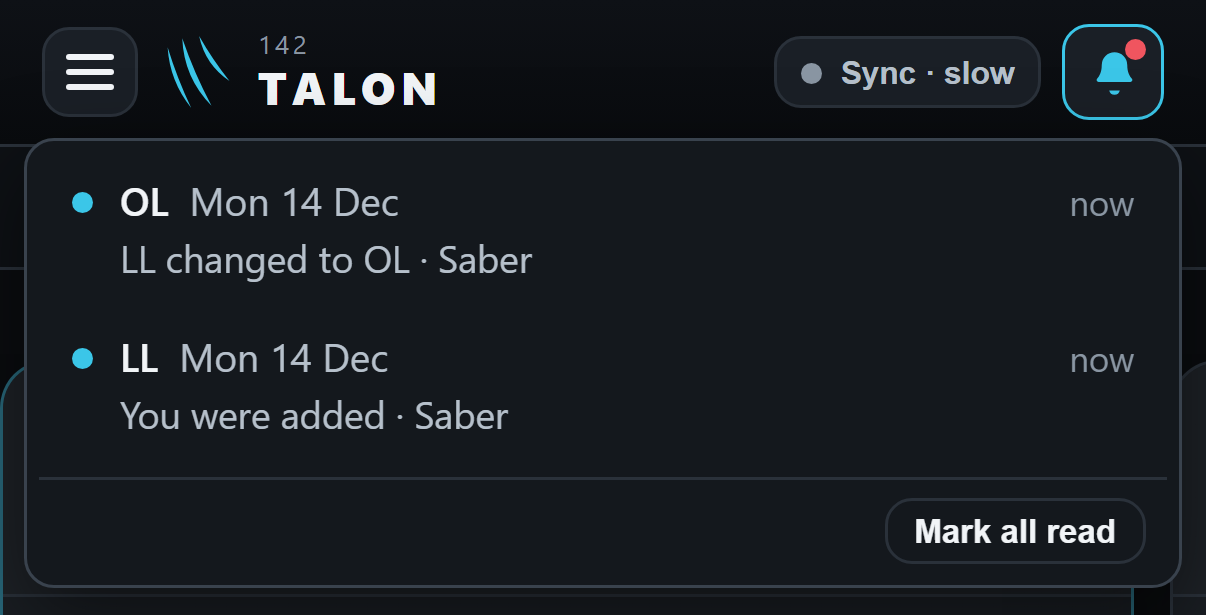 142
TALON
Sync · slow
OL Mon 14 Dec now
LL changed to OL · Saber
LL Mon 14 Dec now
You were added · Saber
Mark all read